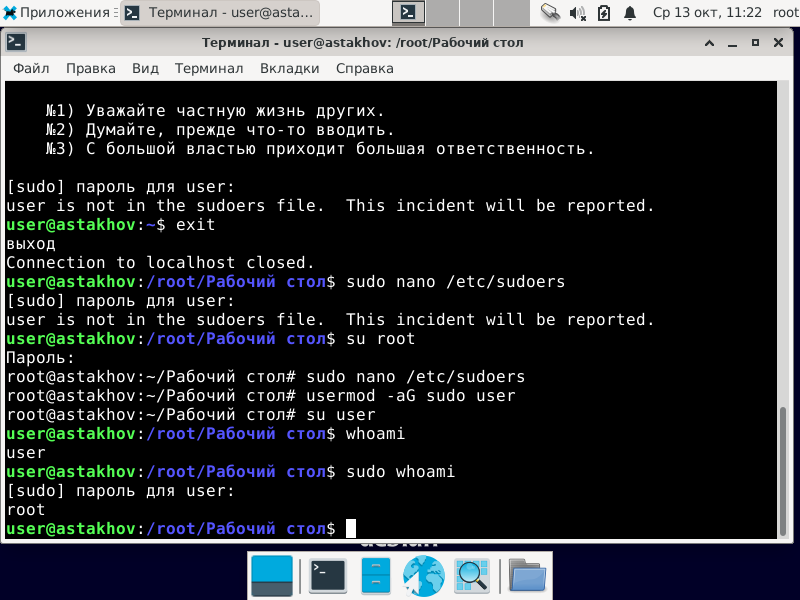 Приложения
Терминал - user@asta...
Ср 13 окт, 11:22
root
Терминал - user@astakhov: /root/Рабочий стол
Файл Правка Вид Терминал Вкладки Справка
№1) Уважайте частную жизнь других.
№2) Думайте, прежде что-то вводить.
№3) С большой властью приходит большая ответственность.
[sudo] пароль для user:
user is not in the sudoers file.  This incident will be reported.
user@astakhov:~$ exit
выход
Connection to localhost closed.
user@astakhov:/root/Рабочий стол$ sudo nano /etc/sudoers
[sudo] пароль для user:
user is not in the sudoers file.  This incident will be reported.
user@astakhov:/root/Рабочий стол$ su root
Пароль:
root@astakhov:~/Рабочий стол# sudo nano /etc/sudoers
root@astakhov:~/Рабочий стол# usermod -aG sudo user
root@astakhov:~/Рабочий стол# su user
user@astakhov:/root/Рабочий стол$ whoami
user
user@astakhov:/root/Рабочий стол$ sudo whoami
[sudo] пароль для user:
root
user@astakhov:/root/Рабочий стол$